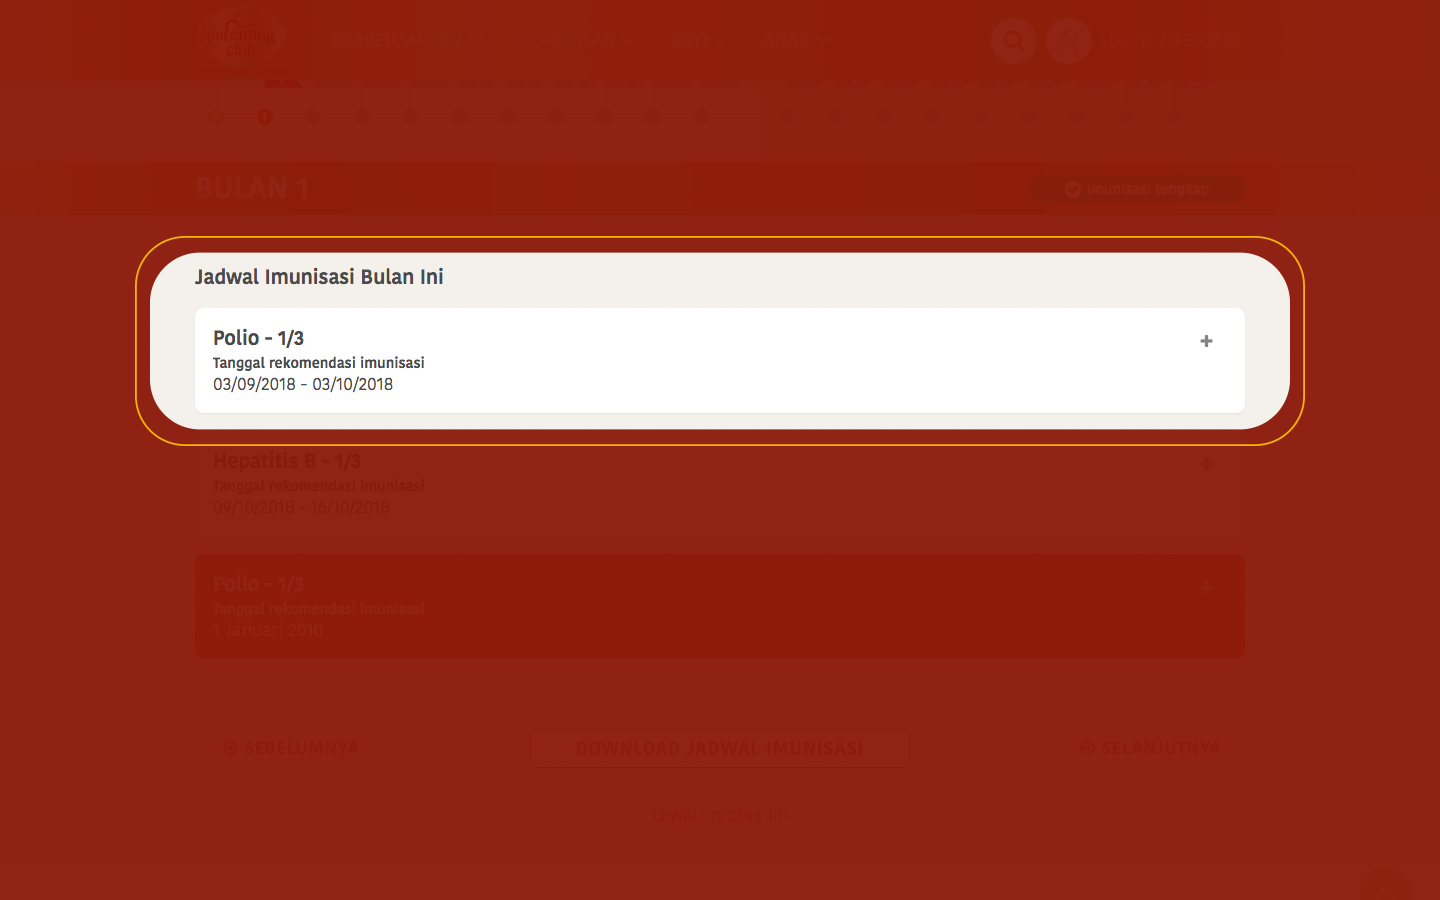 parenting
club
PRAKEHAMILAN
KEHAMILAN
BAYI
ANAK
LOGIN / REGISTER
BULAN 1
Imunisasi lengkap
Jadwal Imunisasi Bulan Ini
Polio - 1/3
Tanggal rekomendasi imunisasi
03/09/2018 - 03/10/2018
Hepatitis B - 1/3
Tanggal rekomendasi imunisasi
09/10/2018 - 16/10/2018
Polio - 1/3
Tanggal rekomendasi imunisasi
1 Januari 2010
SEBELUMNYA
DOWNLOAD JADWAL IMUNISASI
SELANJUTNYA
Lewati proses ini